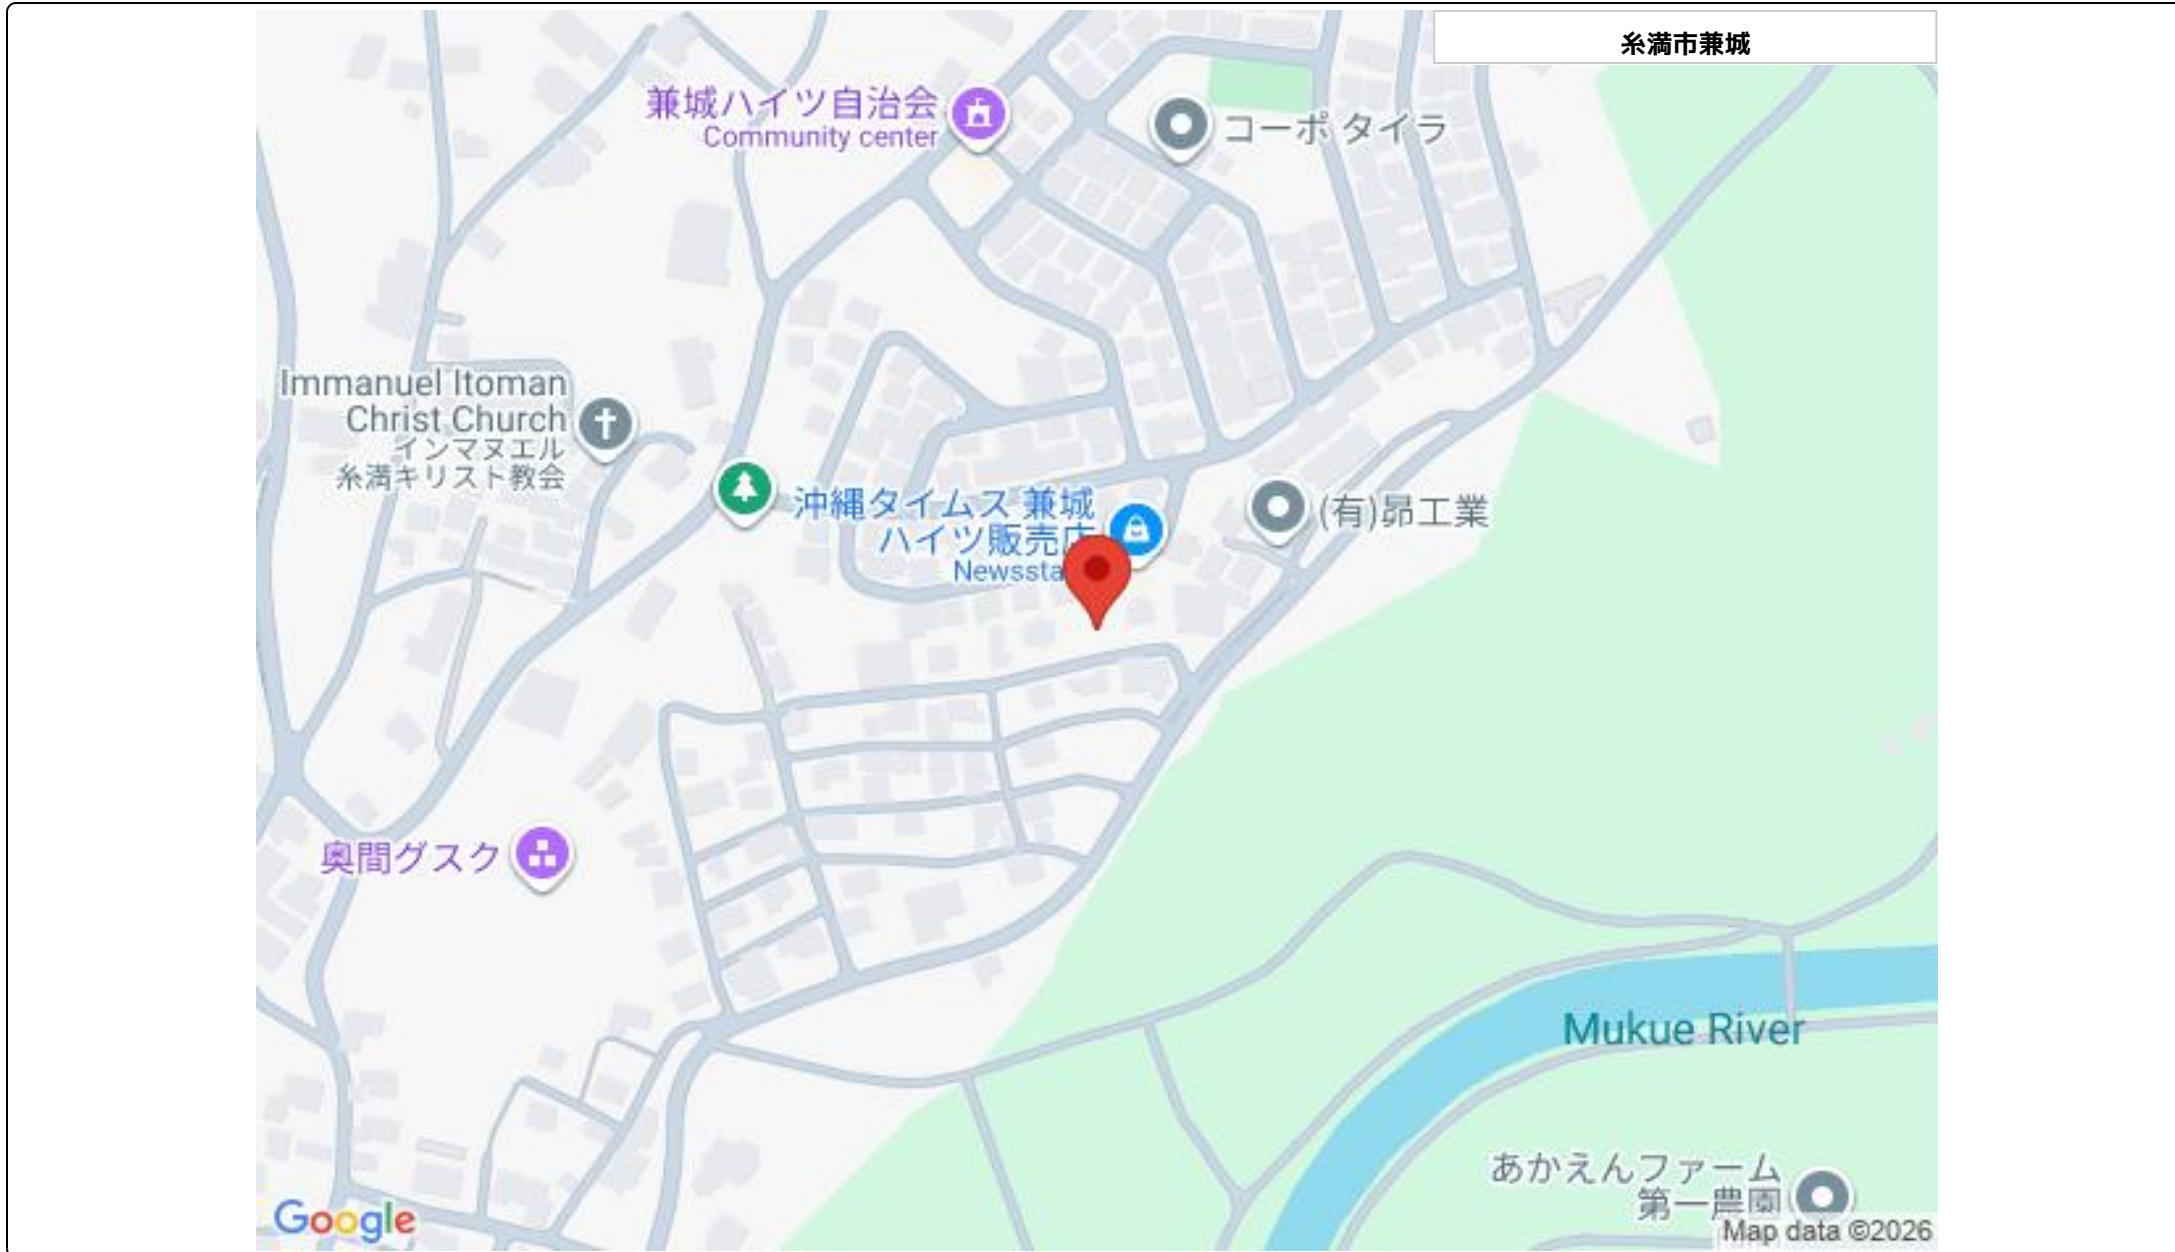 糸満市兼城
兼城ハイツ自治会
Community center
コーポ タイラ
Immanuel Itoman
Christ Church
インマヌエル
糸満キリスト教会
沖縄タイムス 兼城
ハイツ販売店
Newssta
(有)昴工業
奥間グスク
Mukue River
あかえんファーム
第一農園
Google
Map data ©2026